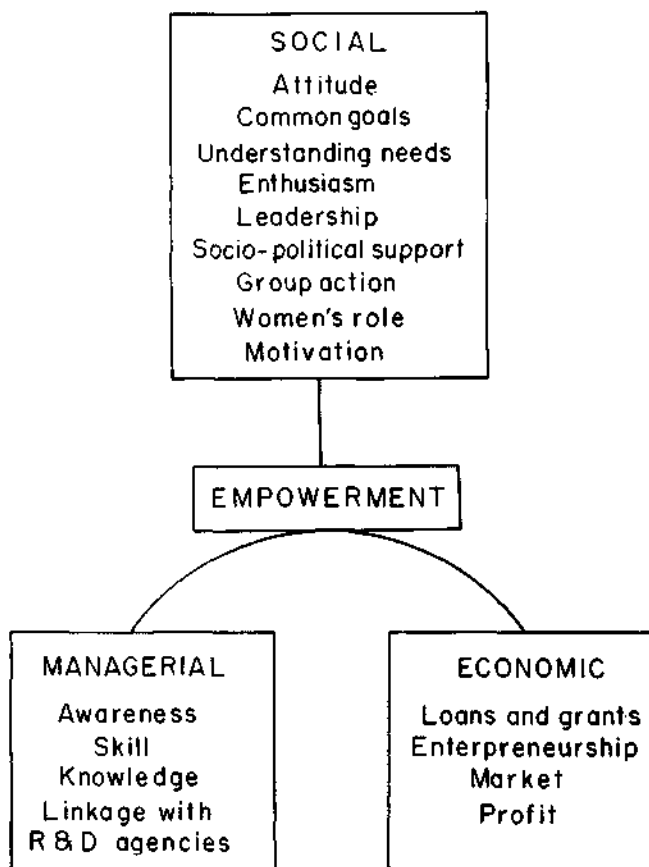 SOCIAL
Attitude
Common goals
Understanding needs
Enthusiasm
Leadership
Socio-political support
Group action
Women's role
Motivation
EMPOWERMENT
MANAGERIAL
Awareness
Skill
Knowledge
Linkage with
R & D agencies
ECONOMIC
Loans and grants
Enterpreneurship
Market
Profit